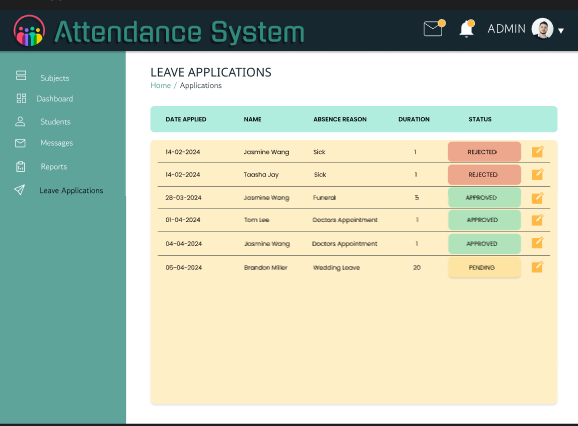 Attendance System
ADMIN
Subjects
Dashboard
Students
Messages
Reports
Leave Applications
LEAVE APPLICATIONS
Home / Applications
DATE APPLIED NAME ABSENCE REASON DURATION STATUS
14-02-2024 Jasmine Wang Sick 1 REJECTED
14-02-2024 Taasha Jay Sick 1 REJECTED
28-03-2024 Jasmine Wang Funeral 5 APPROVED
01-04-2024 Tom Lee Doctors Appointment 1 APPROVED
04-04-2024 Jasmine Wang Doctors Appointment 1 APPROVED
05-04-2024 Brandon Miller Wedding Leave 20 PENDING